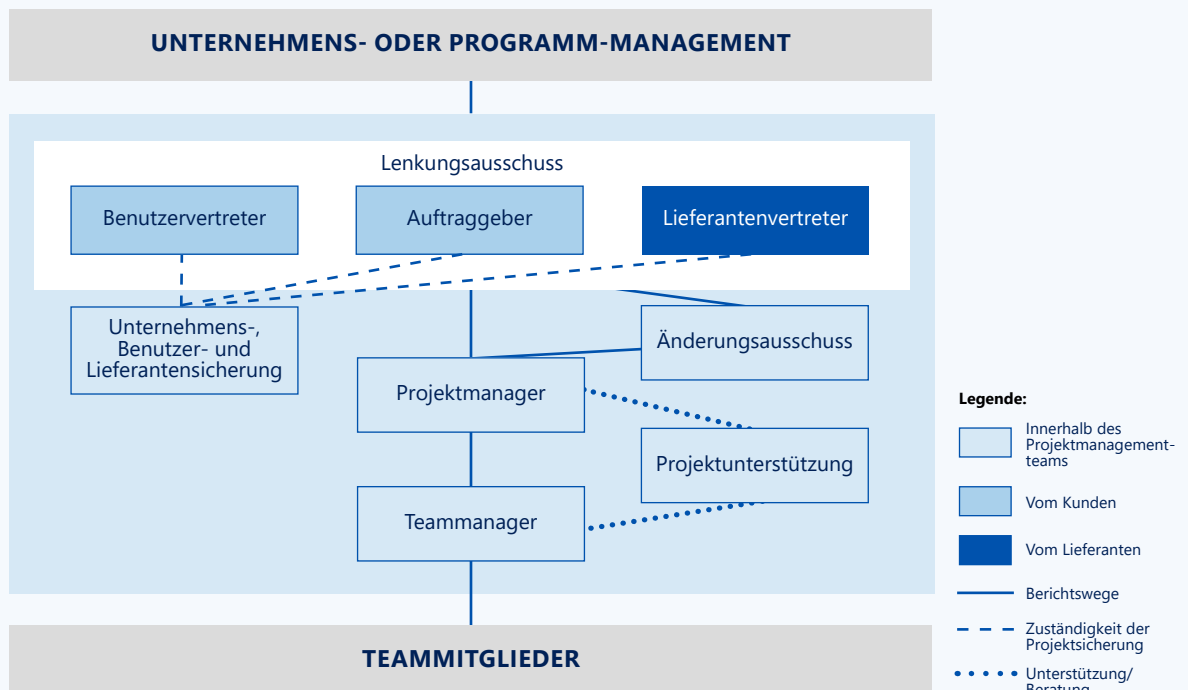 UNTERNEHMENS- ODER PROGRAMM-MANAGEMENT
Lenkungsausschuss
Benutzervertreter
Auftraggeber
Lieferantenvertreter
Unternehmens-,
Benutzer- und
Lieferantensicherung
Änderungsausschuss
Projektmanager
Projektunterstützung
Teammanager
TEAMMITGLIEDER
Legende:
Innerhalb des
Projektmanagement-
teams
Vom Kunden
Vom Lieferanten
Berichtswege
Zuständigkeit der
Projektsicherung
Unterstützung/
Beratung